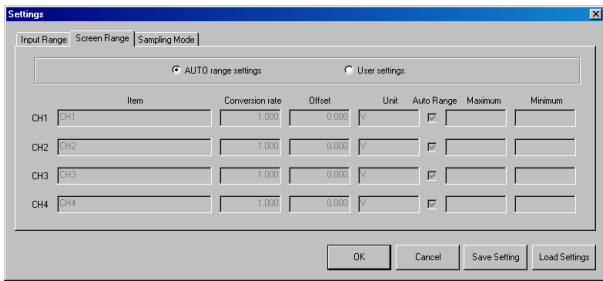 Settings
Input Range Screen Range Sampling Mode
AUTO range settings User settings
Item Conversion rate Offset Unit Auto Range Maximum Minimum
CH1 CH1 1.000 0.000 V
CH2 CH2 1.000 0.000 V
CH3 CH3 1.000 0.000 V
CH4 CH4 1.000 0.000 V
OK Cancel Save Setting Load Settings